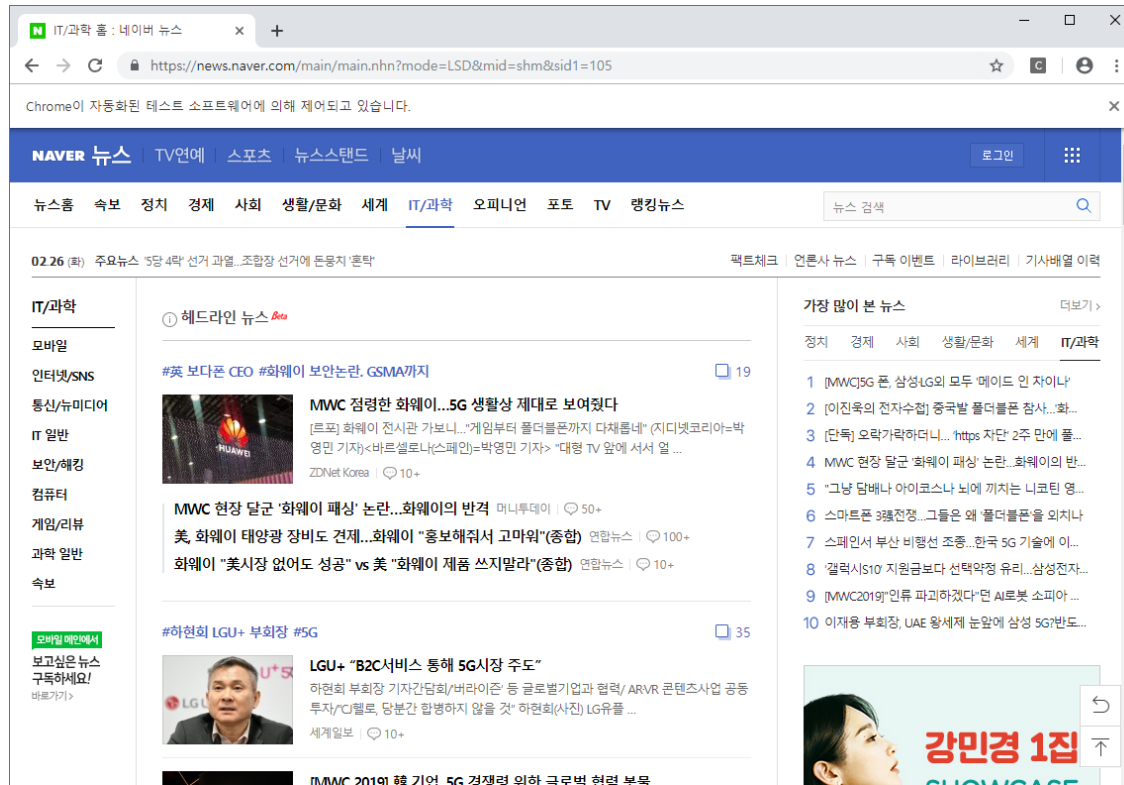 IT/과학 홈 : 네이버 뉴스
https://news.naver.com/main/main.nhn?mode=LSD&mid=shm&sid1=105
Chrome이 자동화된 테스트 소프트웨어에 의해 제어되고 있습니다.
NAVER 뉴스 TV연예 스포츠 뉴스스탠드 날씨 로그인
뉴스홈 속보 정치 경제 사회 생활/문화 세계 IT/과학 오피니언 포토 TV 랭킹뉴스 뉴스 검색
02.26 (화) 주요뉴스 '5당 4락' 선거 과열...조합장 선거에 돈뭉치 '혼탁' 팩트체크 언론사 뉴스 구독 이벤트 라이브러리 기사배열 이력
IT/과학
모바일
인터넷/SNS
통신/뉴미디어
IT 일반
보안/해킹
컴퓨터
게임/리뷰
과학 일반
속보
모바일 메인에서
보고싶은 뉴스
구독하세요!
바로가기 >
헤드라인 뉴스 Beta
#英 보다폰 CEO #화웨이 보안논란. GSMA까지 19
MWC 점령한 화웨이…5G 생활상 제대로 보여줬다
[르포] 화웨이 전시관 가보니..."게임부터 폴더블폰까지 다채롭네" (지디넷코리아=박
영민 기자)<바르셀로나(스페인)=박영민 기자> "대형 TV 앞에 서서 얼 ...
ZDNet Korea 10+
HUAWEI
MWC 현장 달군 '화웨이 패싱' 논란…화웨이의 반격 머니투데이 50+
美, 화웨이 태양광 장비도 견제…화웨이 "홍보해줘서 고마워"(종합) 연합뉴스 100+
화웨이 "美시장 없어도 성공" vs 美 "화웨이 제품 쓰지말라"(종합) 연합뉴스 10+
#하현회 LGU+ 부회장 #5G 35
LGU+ “B2C서비스 통해 5G시장 주도”
하현회 부회장 기자간담회/‘버라이즌’ 등 글로벌기업과 협력/ ARVR 콘텐츠사업 공동
투자/“CJ헬로, 당분간 합병하지 않을 것” 하현회(사진) LG유플 ...
세계일보 10+
U+5G
LG U
[MWC 2019] 韓 기업, 5G 경쟁력 위한 글로벌 협력 봇물
가장 많이 본 뉴스 더보기 >
정치 경제 사회 생활/문화 세계 IT/과학
1 [MWC]5G 폰, 삼성·LG외 모두 '메이드 인 차이나'
2 [이진욱의 전자수첩] 중국발 폴더블폰 참사…'화...
3 [단독] 오락가락하더니… 'https 차단' 2주 만에 풀...
4 MWC 현장 달군 '화웨이 패싱' 논란…화웨이의 반...
5 "그냥 담배나 아이코스나 뇌에 끼치는 니코틴 영...
6 스마트폰 3强전쟁…그들은 왜 '폴더블폰'을 외치나
7 스페인서 부산 비행선 조종…한국 5G 기술에 이...
8 '갤럭시S10' 지원금보다 선택약정 유리…삼성전자...
9 [MWC2019]"인류 파괴하겠다"던 AI로봇 소피아 ...
10 이재용 부회장, UAE 왕세제 눈앞에 삼성 5G?반도...
강민경 1집
SHOWCASE